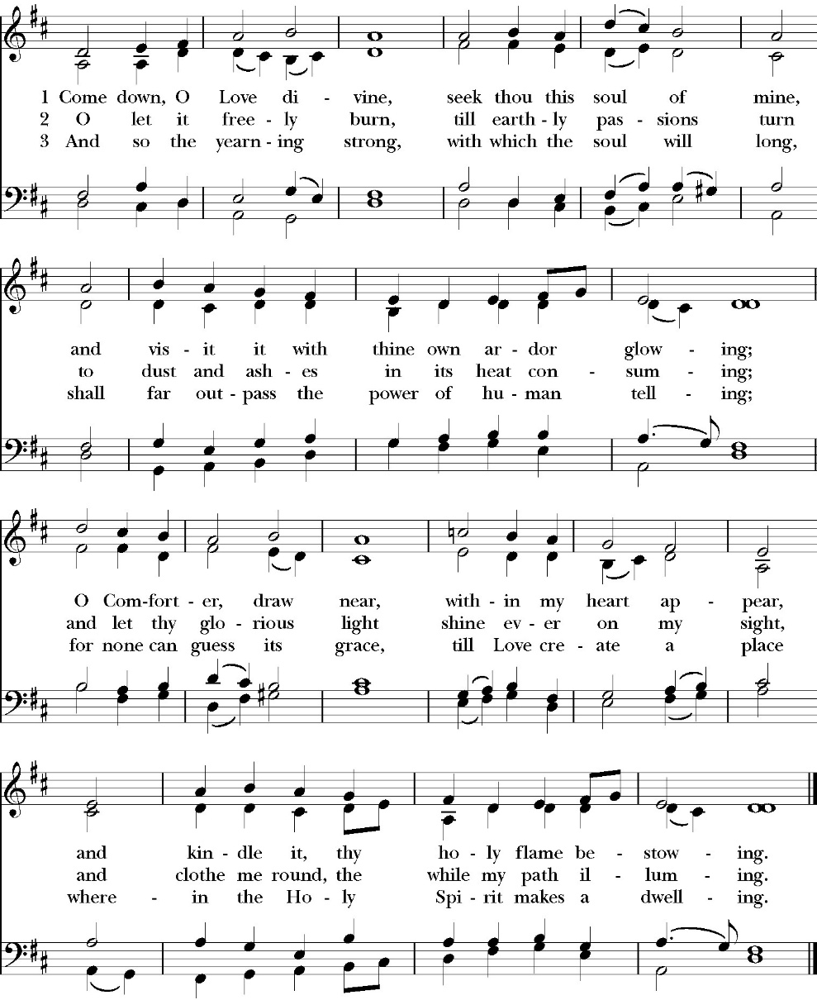 1 Come down, O Love di - vine, seek thou this soul of mine,
2 O let it free - ly burn, till earth - ly pas - sions turn
3 And so the yearn - ing strong, with which the soul will long,
and vis - it it with thine own ar - dor glow - ing;
to dust and ash - es in its heat con - sum - ing;
shall far out - pass the power of hu - man tell - ing;
O Com-fort - er, draw near, with - in my heart ap - pear,
and let thy glo - rious light shine ev - er on my sight,
for none can guess its grace, till Love cre - ate a place
and kin - dle it, thy ho - ly flame be - stow - ing.
and clothe me round, the while my path il - lum - ing.
where - in the Ho - ly Spi - rit makes a dwell - ing.